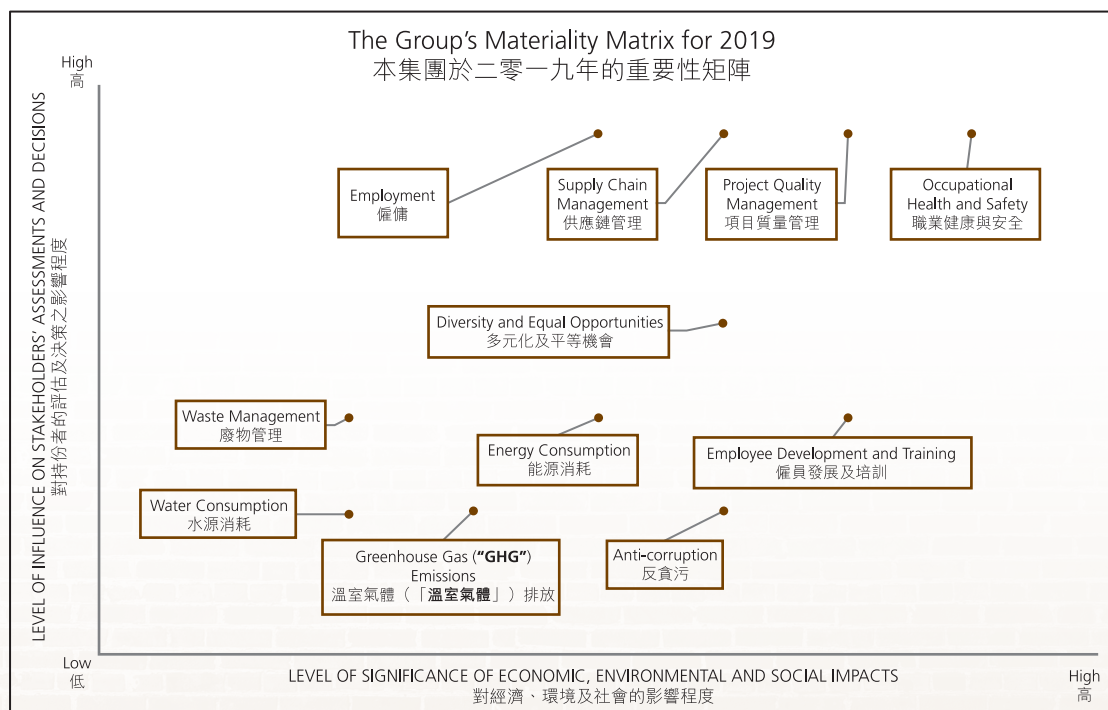 The Group's Materiality Matrix for 2019
本集團於二零一九年的重要性矩陣
High
高
LEVEL OF INFLUENCE ON STAKEHOLDERS' ASSESSMENTS AND DECISIONS
對持份者的評估及決策之影響程度
Employment
僱傭
Supply Chain
Management
供應鏈管理
Project Quality
Management
項目質量管理
Occupational
Health and Safety
職業健康與安全
Diversity and Equal Opportunities
多元化及平等機會
Waste Management
廢物管理
Energy Consumption
能源消耗
Employee Development and Training
僱員發展及培訓
Water Consumption
水源消耗
Greenhouse Gas ("GHG")
Emissions
溫室氣體（「溫室氣體」）排放
Anti-corruption
反貪污
Low
低
LEVEL OF SIGNIFICANCE OF ECONOMIC, ENVIRONMENTAL AND SOCIAL IMPACTS
對經濟、環境及社會的影響程度
High
高